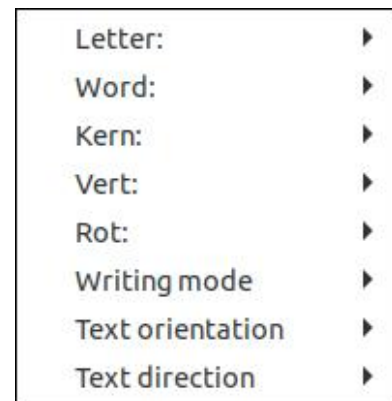 Letter:
Word:
Kern:
Vert:
Rot:
Writing mode
Text orientation
Text direction